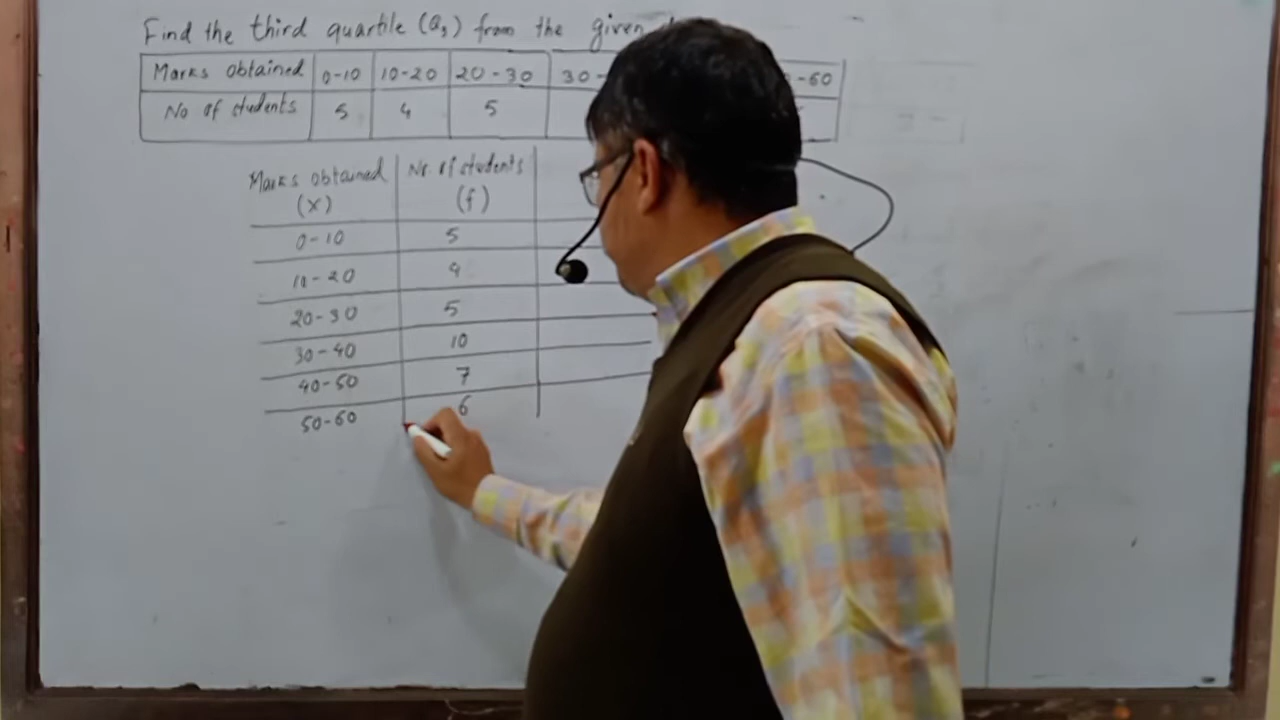 Find the third quartile (Q₃) from the given
Marks obtained 0-10 10-20 20-30 30- -60
No of students 5 4 5
Marks obtained (x) No. of students (f)
0-10 5
10-20 4
20-30 5
30-40 10
40-50 7
50-60 6